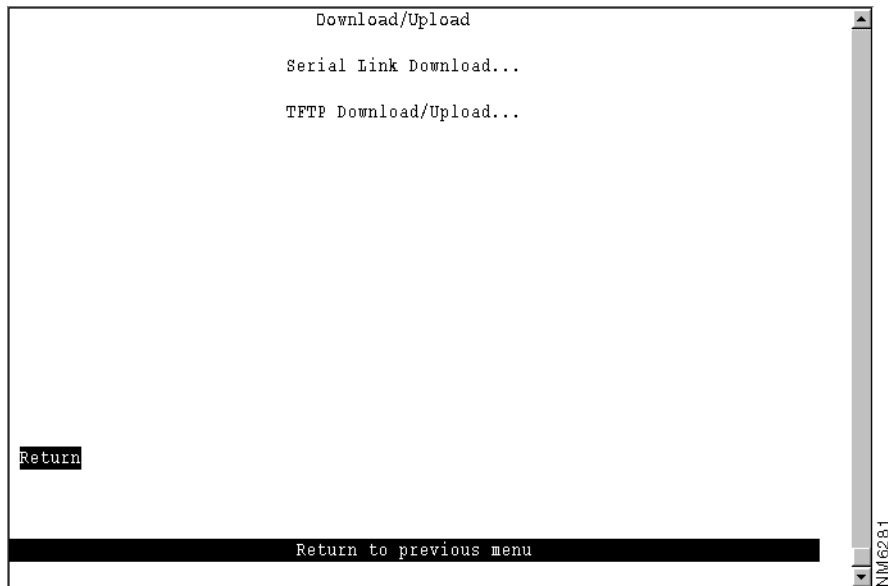 Download/Upload
Serial Link Download...
TFTP Download/Upload...
Return
Return to previous menu
NM6281